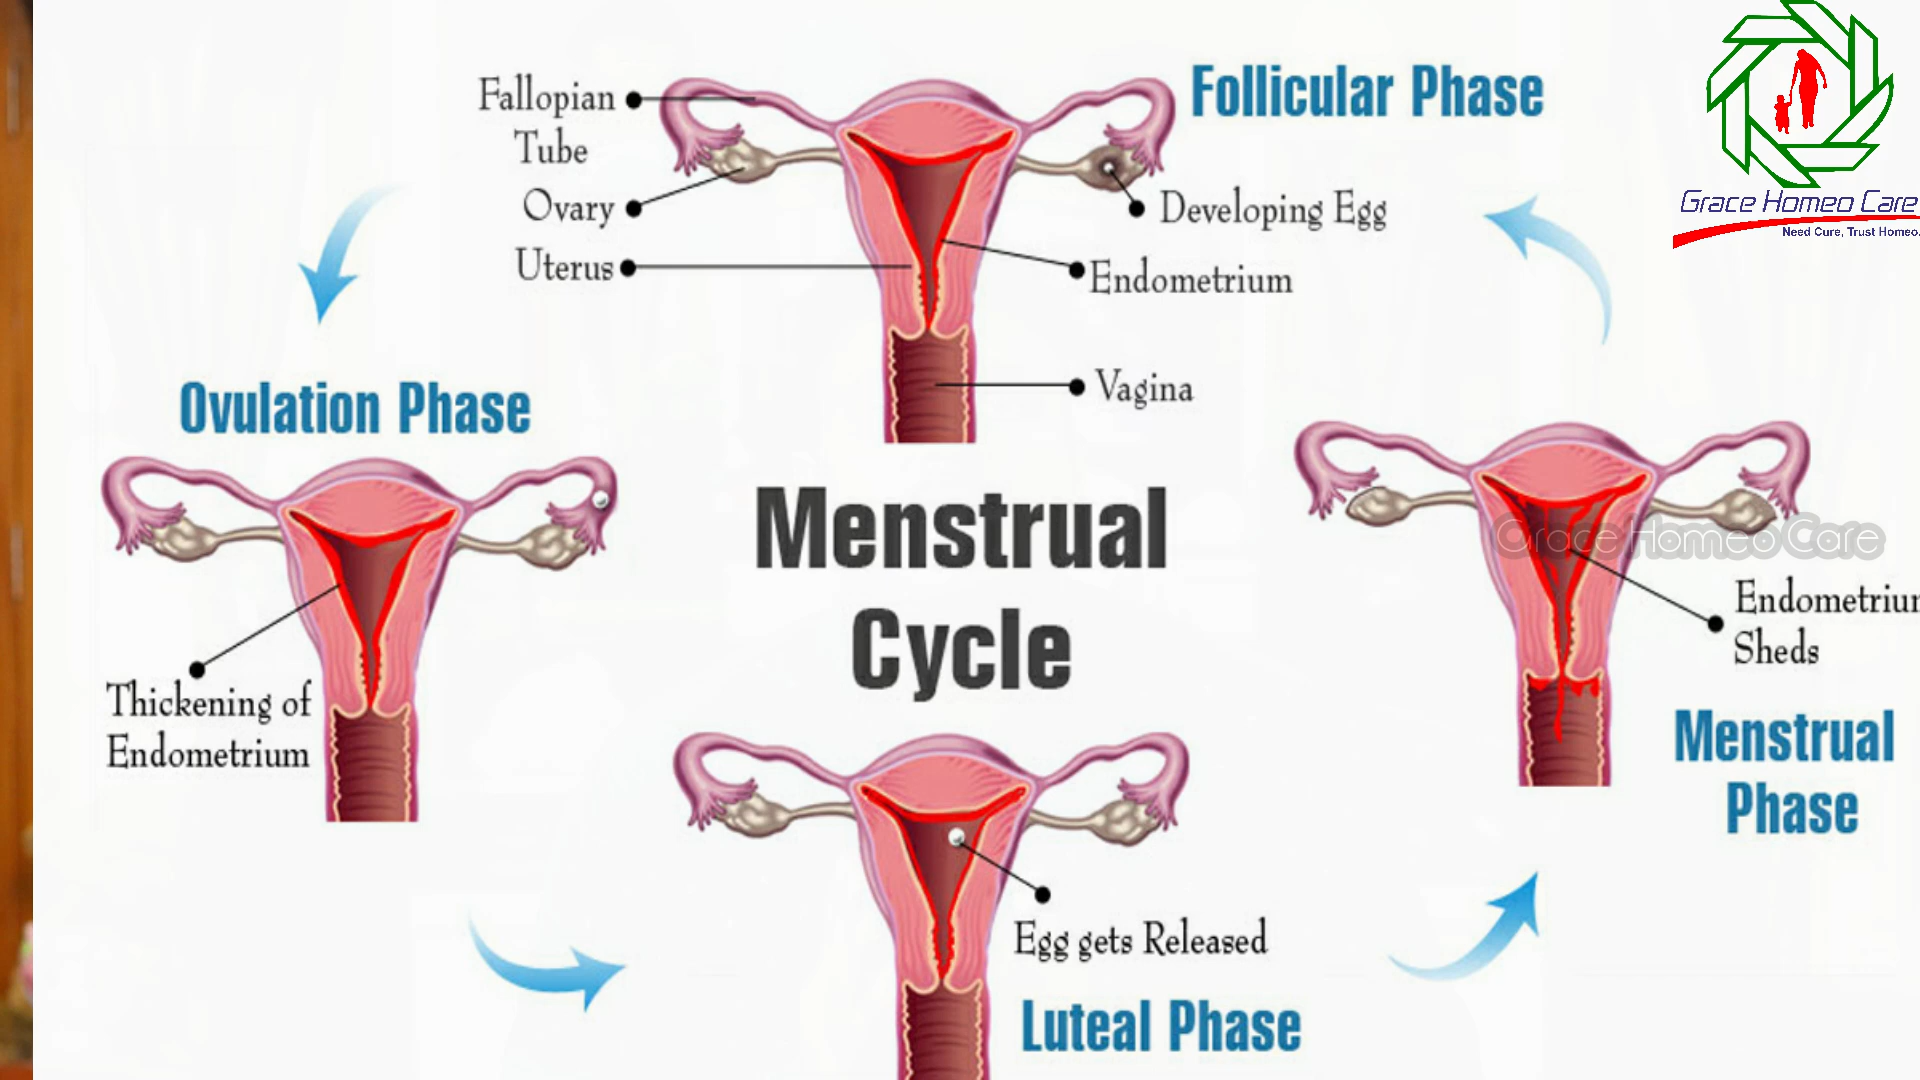 Fallopian
Tube
Ovary
Uterus
Follicular Phase
Developing Egg
Endometrium
Vagina
Grace Homeo Care
Need Cure, Trust Homeo.
Ovulation Phase
Thickening of
Endometrium
Menstrual
Cycle
Grace Homeo Care
Endometriu
Sheds
Menstrual
Phase
Egg gets Released
Luteal Phase